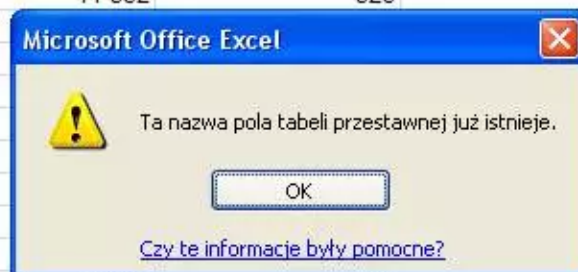 Microsoft Office Excel
Ta nazwa pola tabeli przestawnej już istnieje.
OK
Czy te informacje były pomocne?